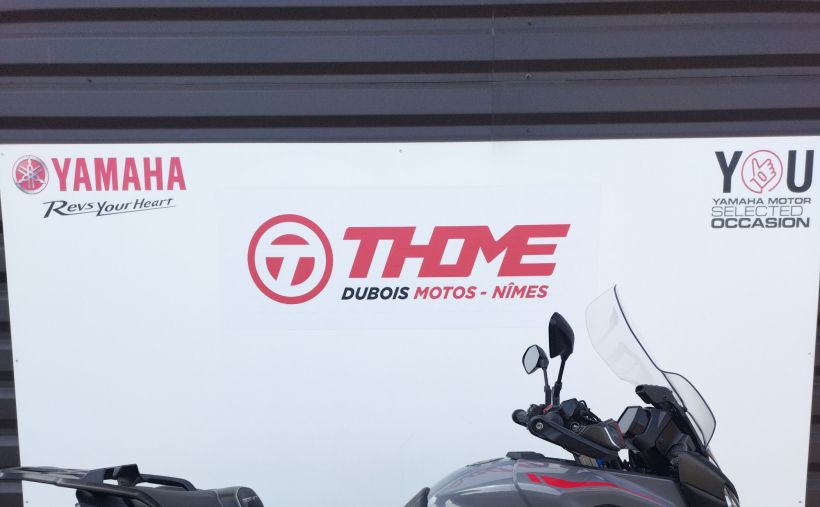 YAMAHA
Revs Your Heart
THOME
DUBOIS MOTOS - NÎMES
YOU
YAMAHA MOTOR
SELECTED
OCCASION